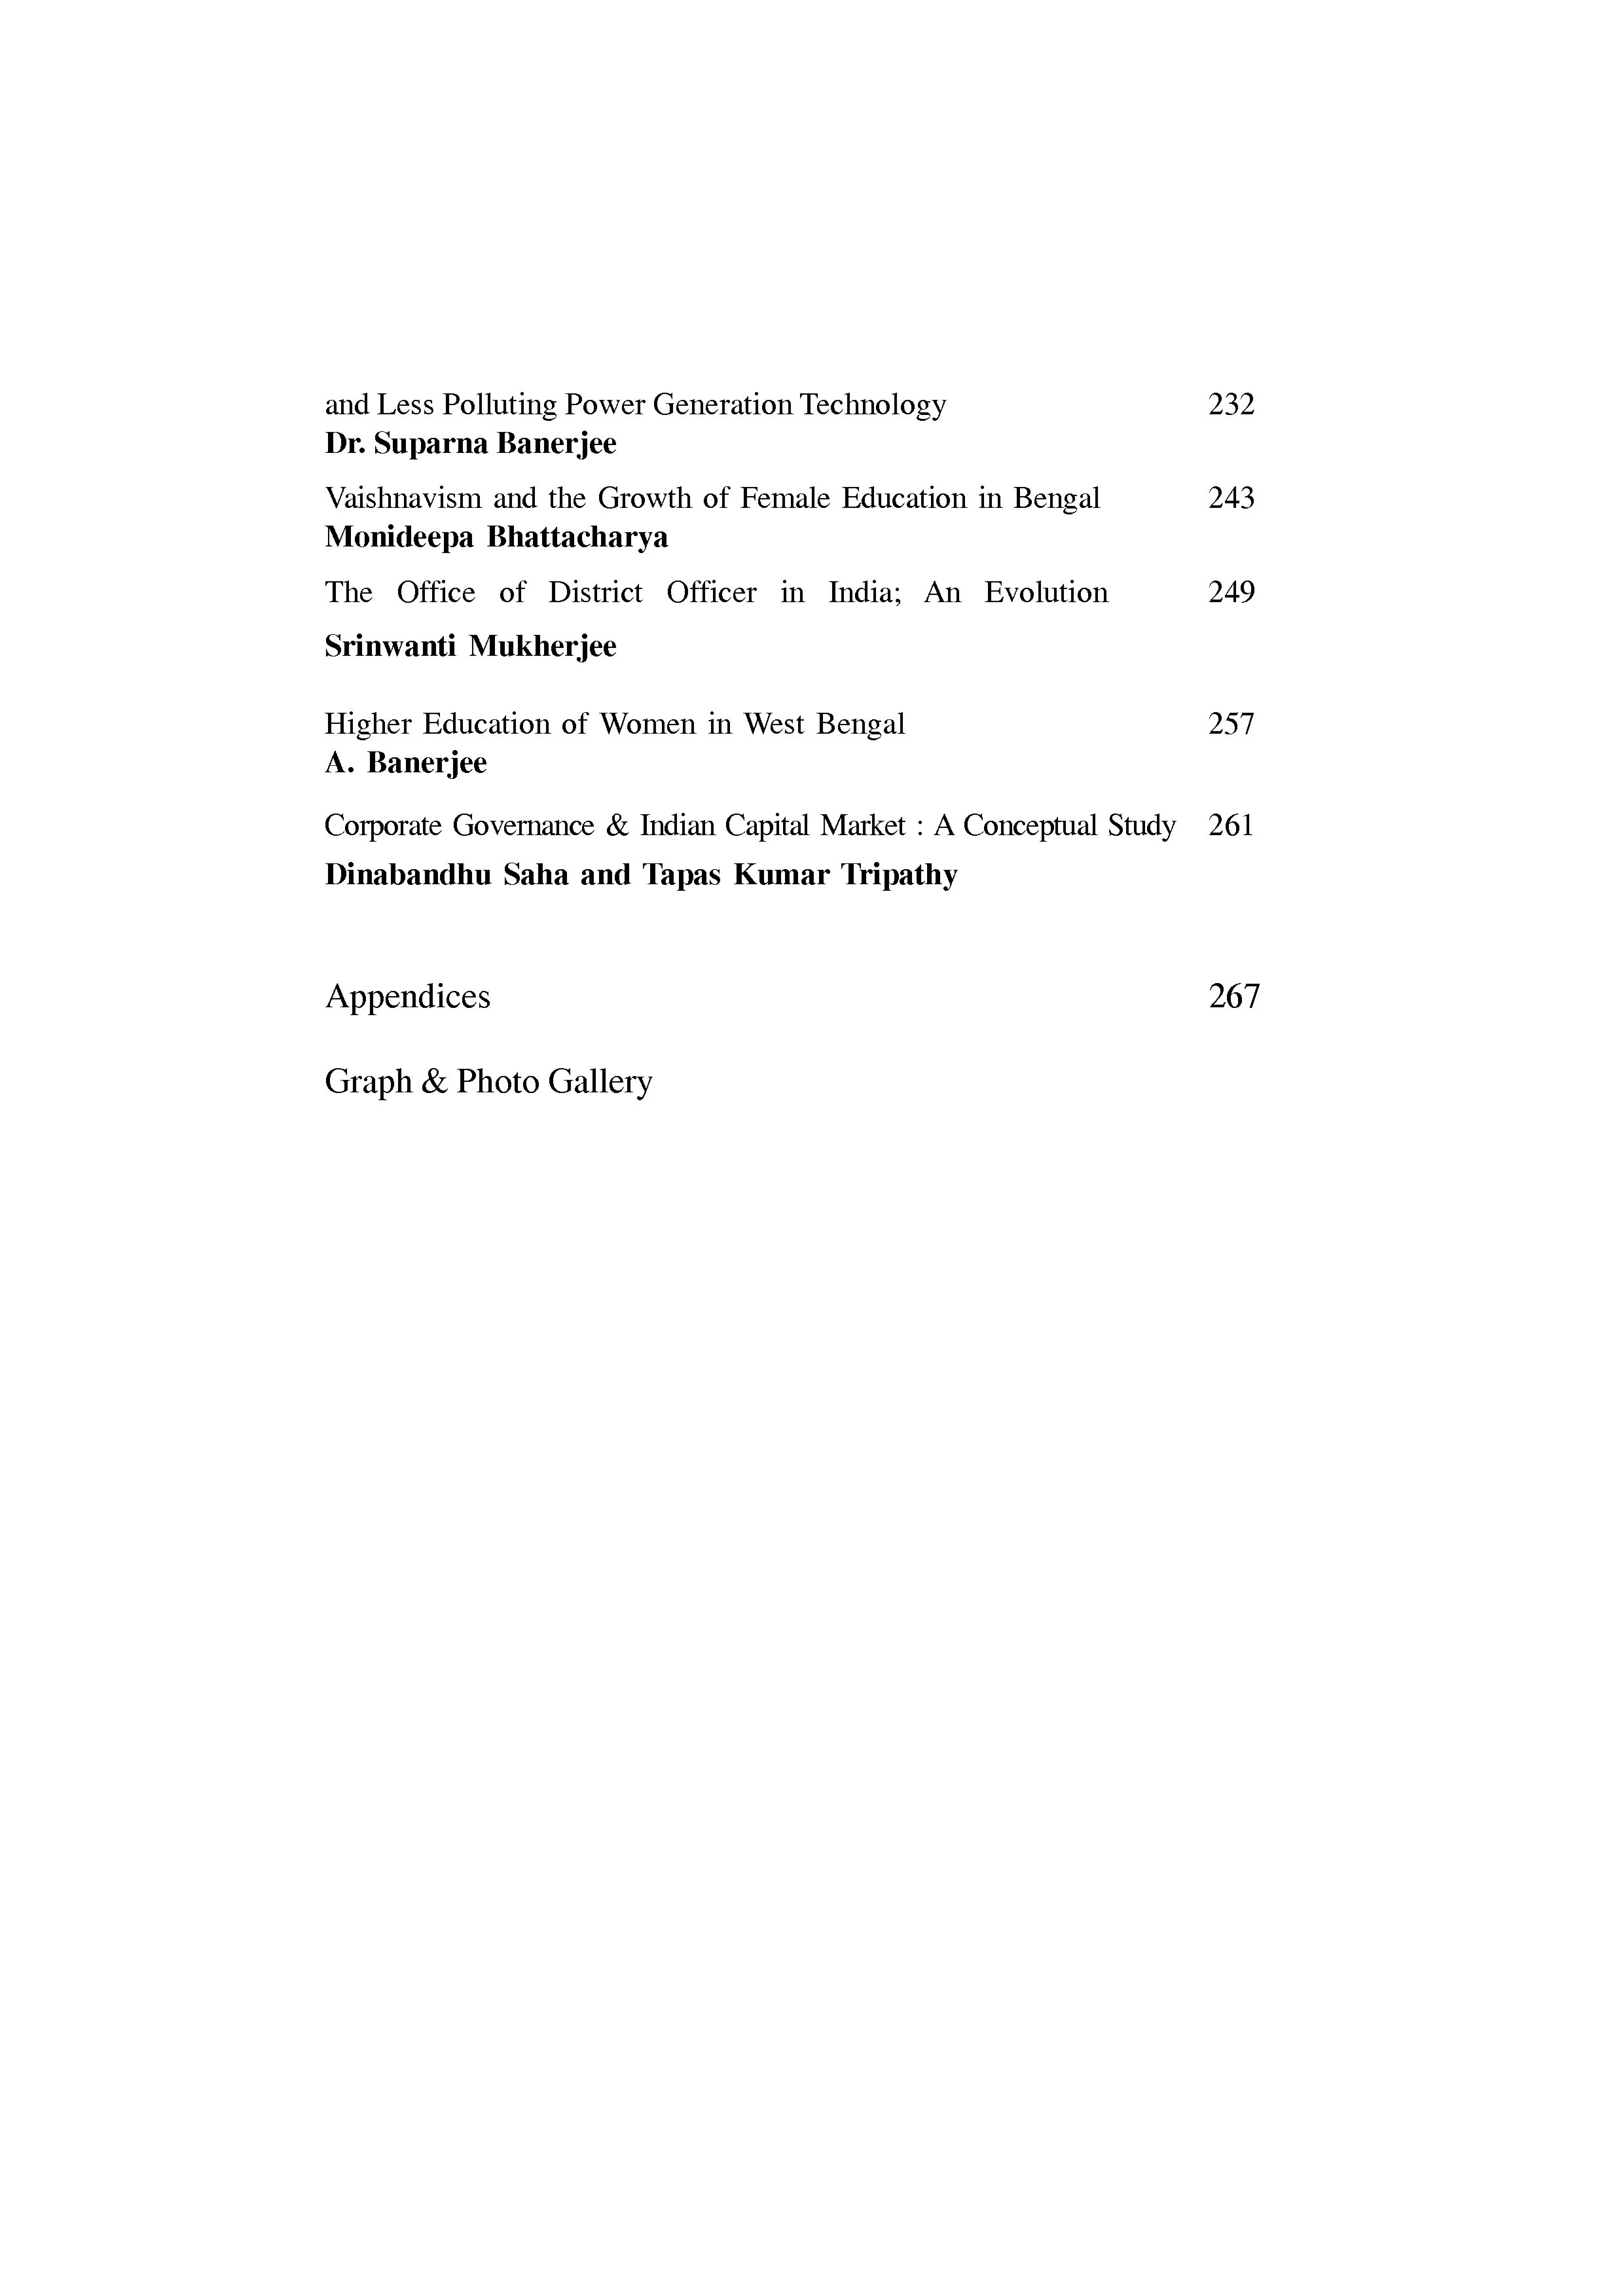 and Less Polluting Power Generation Technology 232
Dr. Suparna Banerjee
Vaishnavism and the Growth of Female Education in Bengal 243
Monideepa Bhattacharya
The Office of District Officer in India; An Evolution 249
Srinwanti Mukherjee
Higher Education of Women in West Bengal 257
A. Banerjee
Corporate Governance & Indian Capital Market : A Conceptual Study 261
Dinabandhu Saha and Tapas Kumar Tripathy
Appendices 267
Graph & Photo Gallery